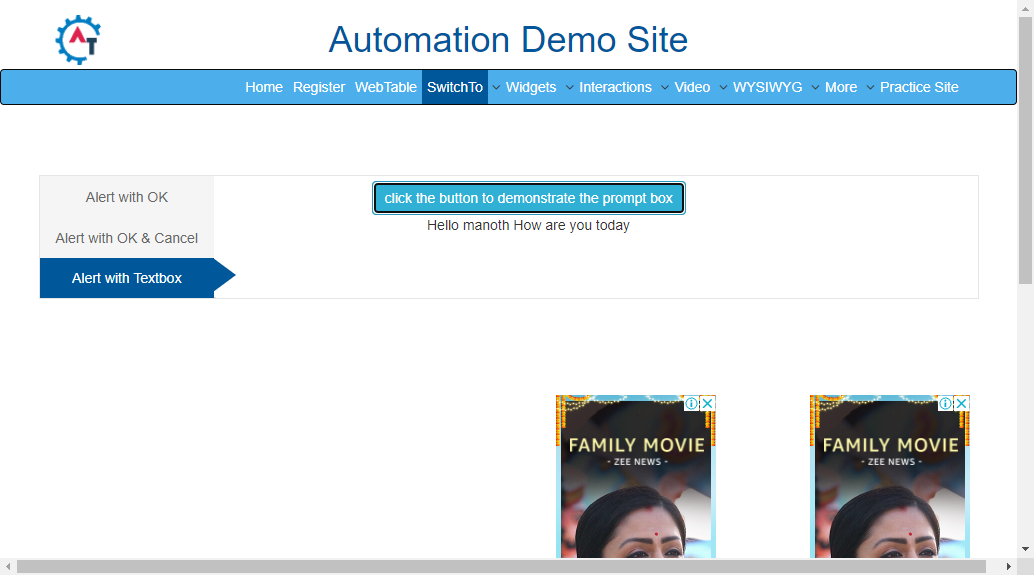 AT
Automation Demo Site
Home Register WebTable SwitchTo Widgets Interactions Video WYSIWYG More Practice Site
Alert with OK
click the button to demonstrate the prompt box
Hello manoth How are you today
Alert with OK & Cancel
Alert with Textbox
FAMILY MOVIE
- ZEE NEWS -
FAMILY MOVIE
- ZEE NEWS -